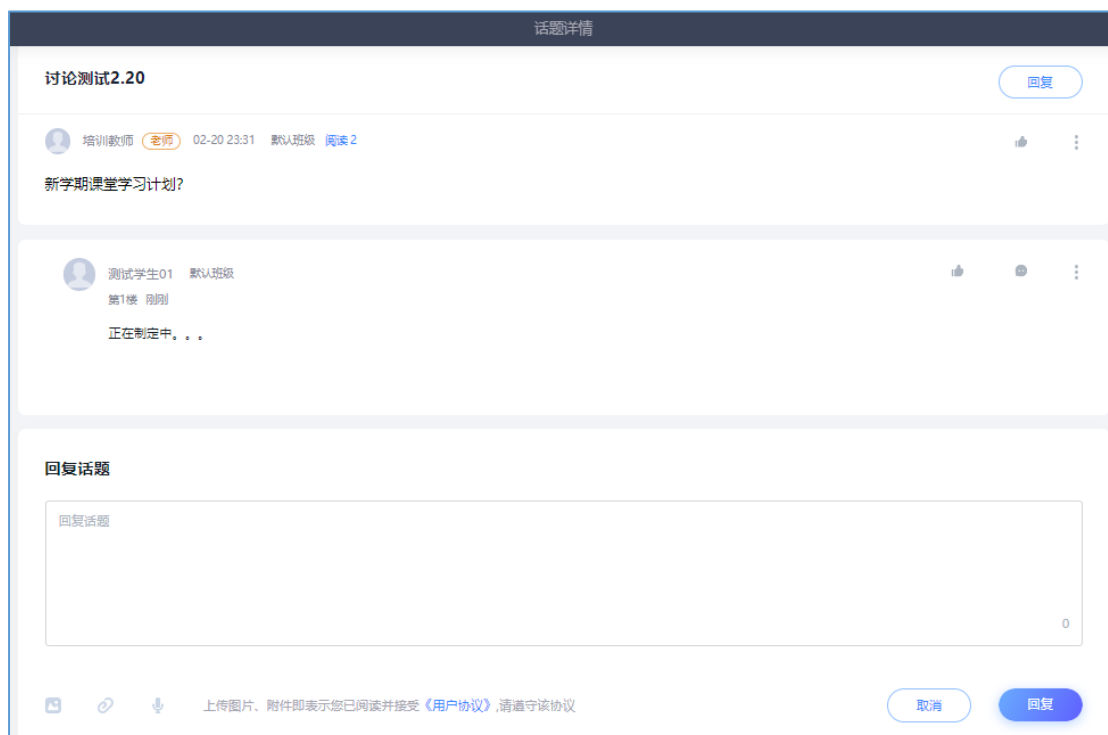 话题详情
讨论测试2.20 回复
培训教师 老师 02-20 23:31 默认班级 阅读 2
新学期课堂学习计划?
测试学生01 默认班级
第1楼 刚刚
正在制定中。。。
回复话题
回复话题
0
上传图片、附件即表示您已阅读并接受《用户协议》,请遵守该协议 取消 回复